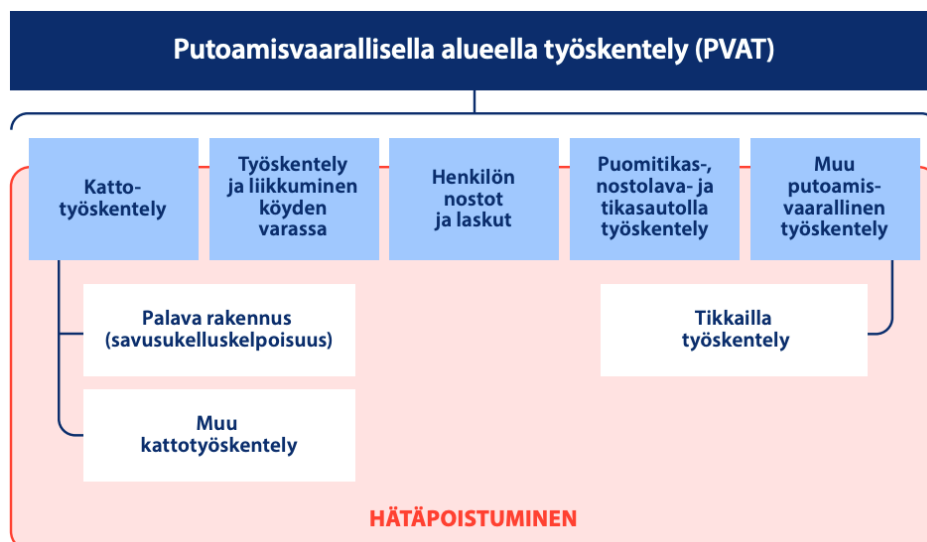 Putoamisvaarallisella alueella työskentely (PVAT)
Katto-
työskentely
Työskentely
ja liikkuminen
köyden
varassa
Henkilön
nostot
ja laskut
Puomitikas-,
nostolava- ja
tikasautolla
työskentely
Muu
putoamis-
vaarallinen
työskentely
Palava rakennus
(savusukelluskelpoisuus)
Muu
kattotyöskentely
Tikkailla
työskentely
HÄTÄPOISTUMINEN